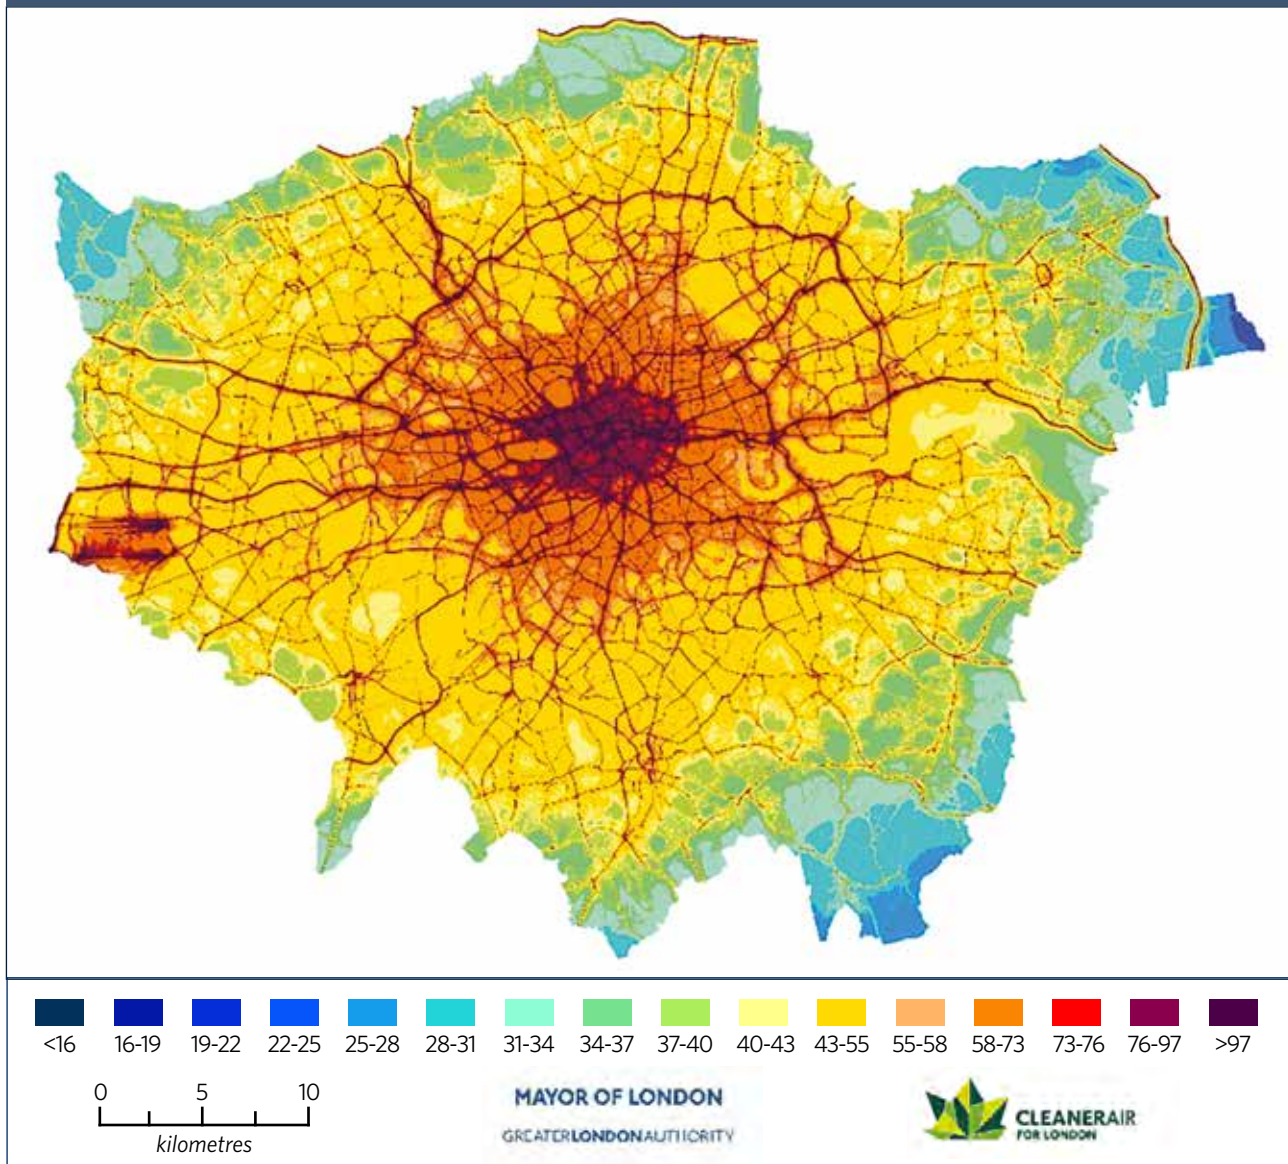 <16 16-19 19-22 22-25 25-28 28-31 31-34 34-37 37-40 40-43 43-55 55-58 58-73 73-76 76-97 >97
0 5 10
kilometres
MAYOR OF LONDON
GREATERLONDONAUTHORITY
CLEANERAIR
FOR LONDON